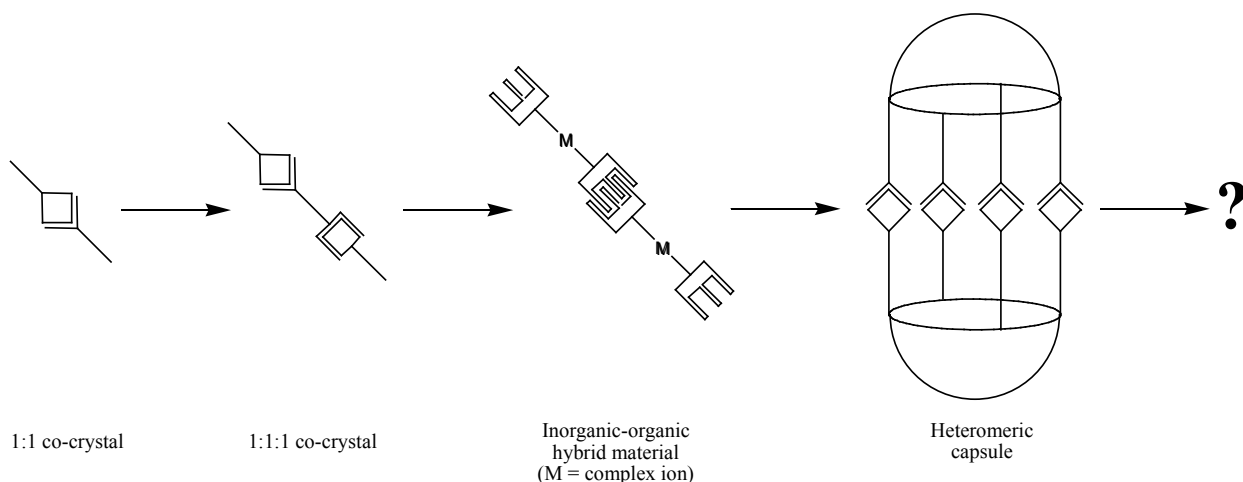 M
M
?
1:1 co-crystal
1:1:1 co-crystal
Inorganic-organic
hybrid material
(M = complex ion)
Heteromeric
capsule